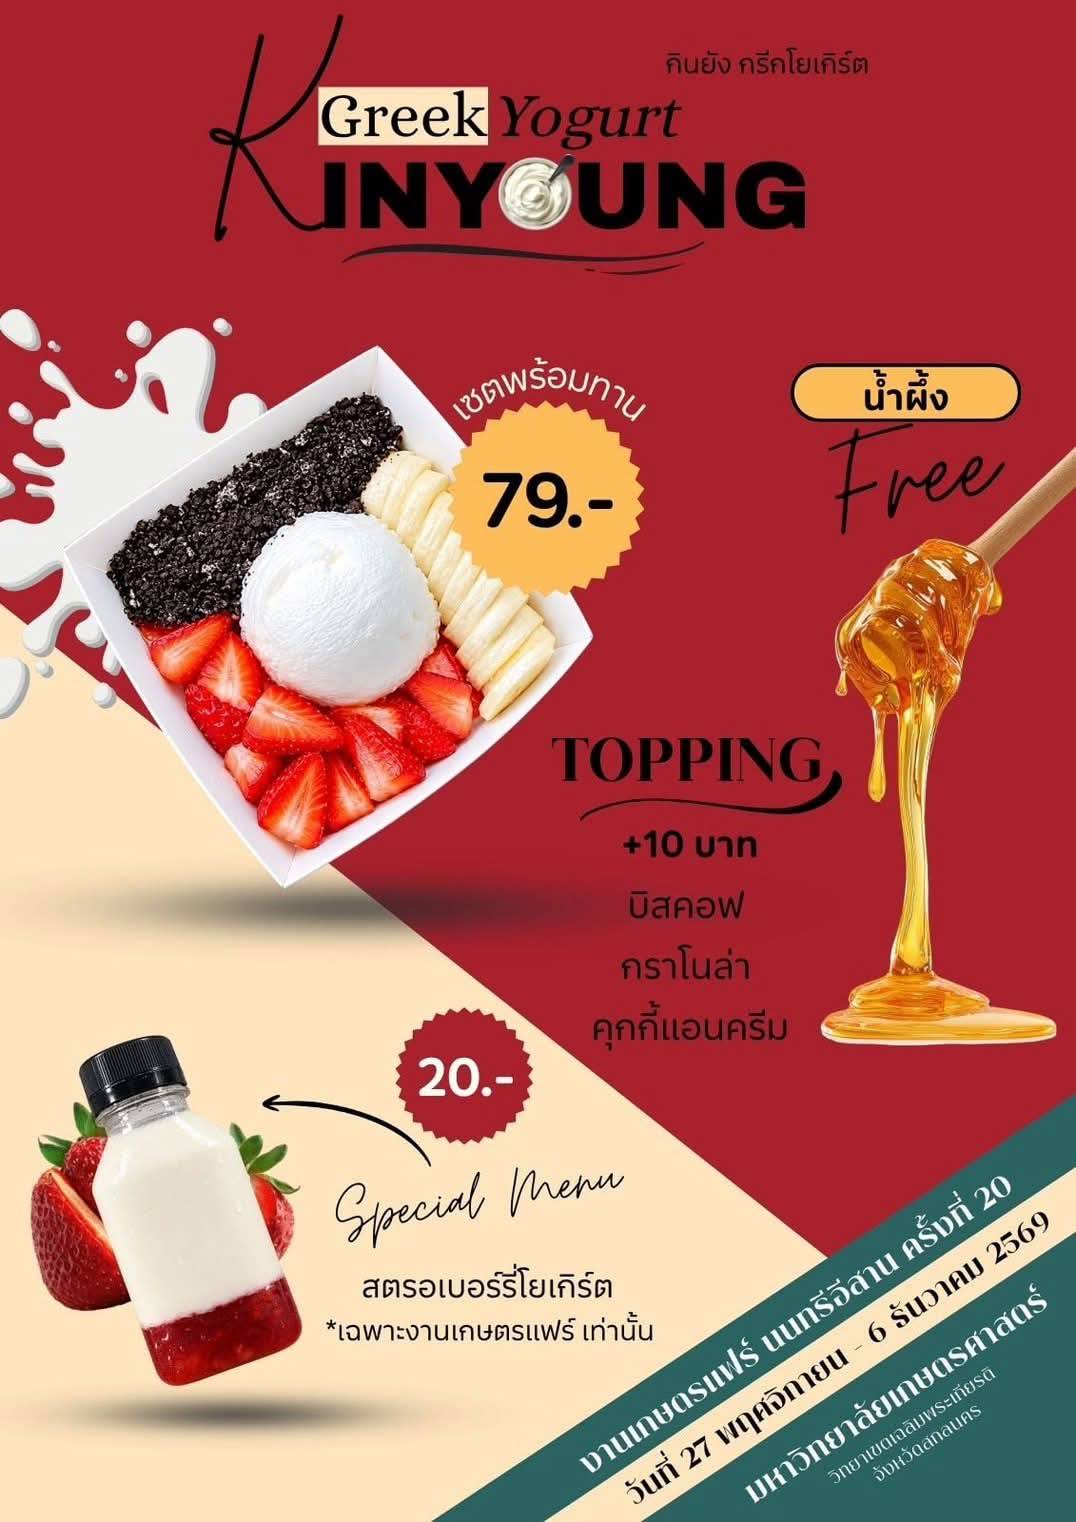 กินยัง กรีกโยเกิร์ต
Greek Yogurt
KINYOUNG
เซตพร้อมทาน
79.-
น้ำผึ้ง
Free
TOPPING
+10 บาท
บิสคอฟ
กราโนล่า
คุกกี้แอนครีม
20.-
Special Menu
สตรอเบอร์รี่โยเกิร์ต
*เฉพาะงานเกษตรแฟร์ เท่านั้น
งานเกษตรแฟร์ นนทรีอีสาน ครั้งที่ 20
วันที่ 27 พฤศจิกายน - 6 ธันวาคม 2569
มหาวิทยาลัยเกษตรศาสตร์
วิทยาเขตเฉลิมพระเกียรติ
จังหวัดสกลนคร